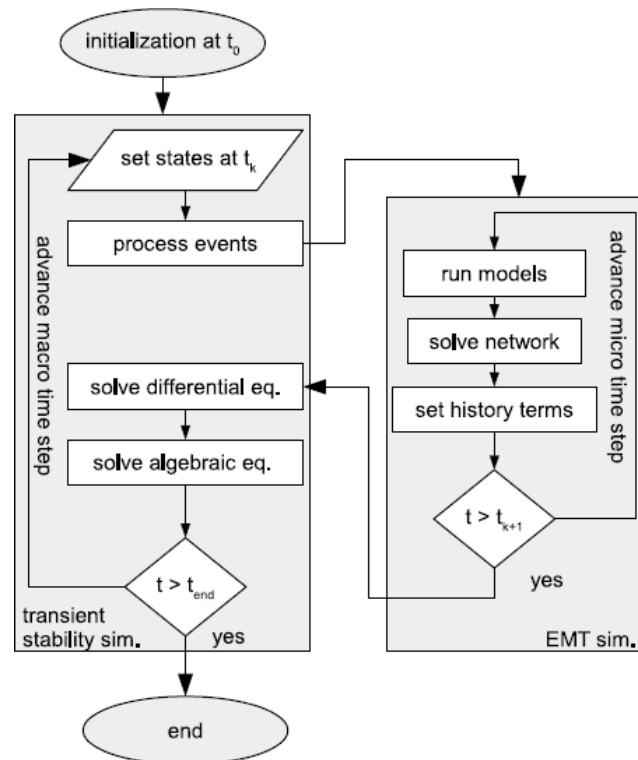 initialization at t0
set states at tk
process events
advance macro time step
solve differential eq.
solve algebraic eq.
t > tend
yes
transient
stability sim.
end
run models
solve network
set history terms
advance micro time step
t > tk+1
yes
EMT sim.